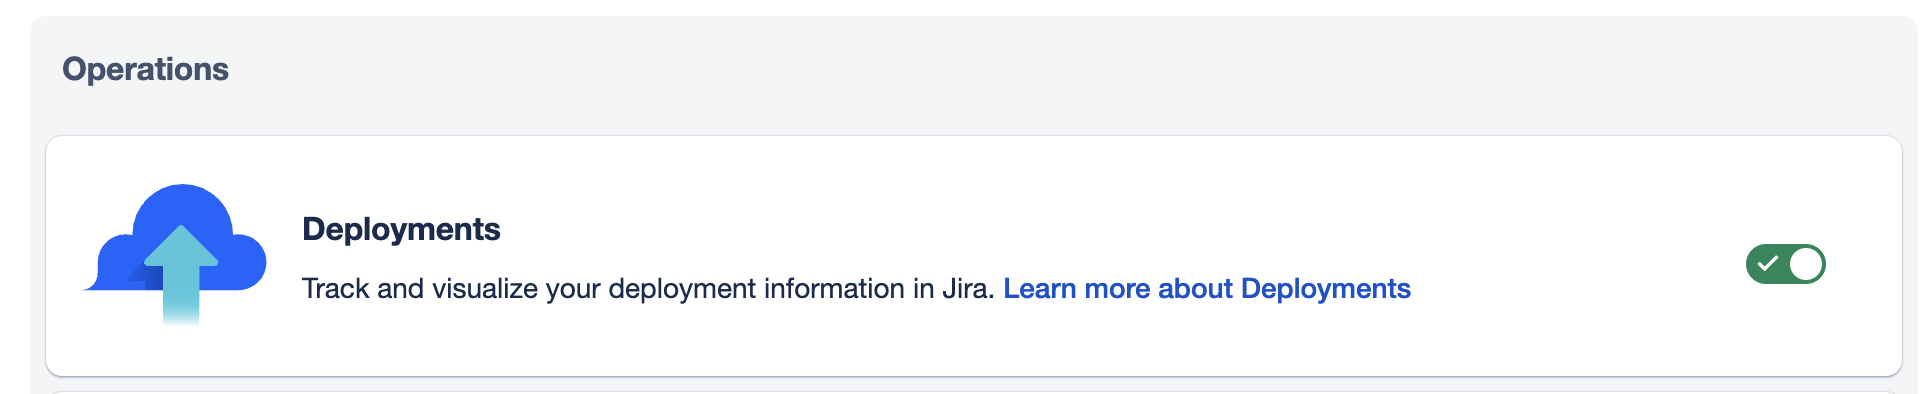 Operations
Deployments
Track and visualize your deployment information in Jira. Learn more about Deployments